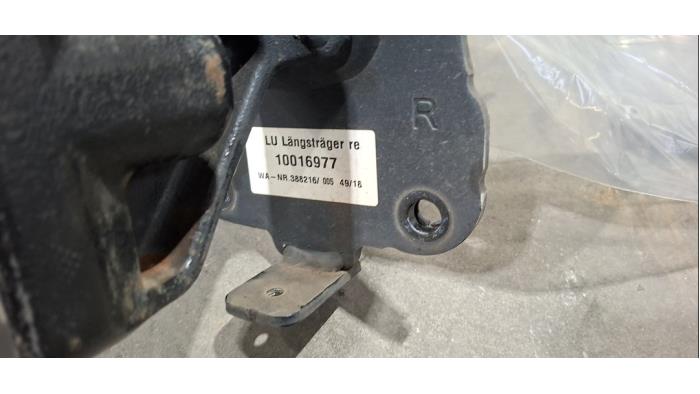 R
LU Längsträger re
10016977
WA-NR.388216/ 005 49/18